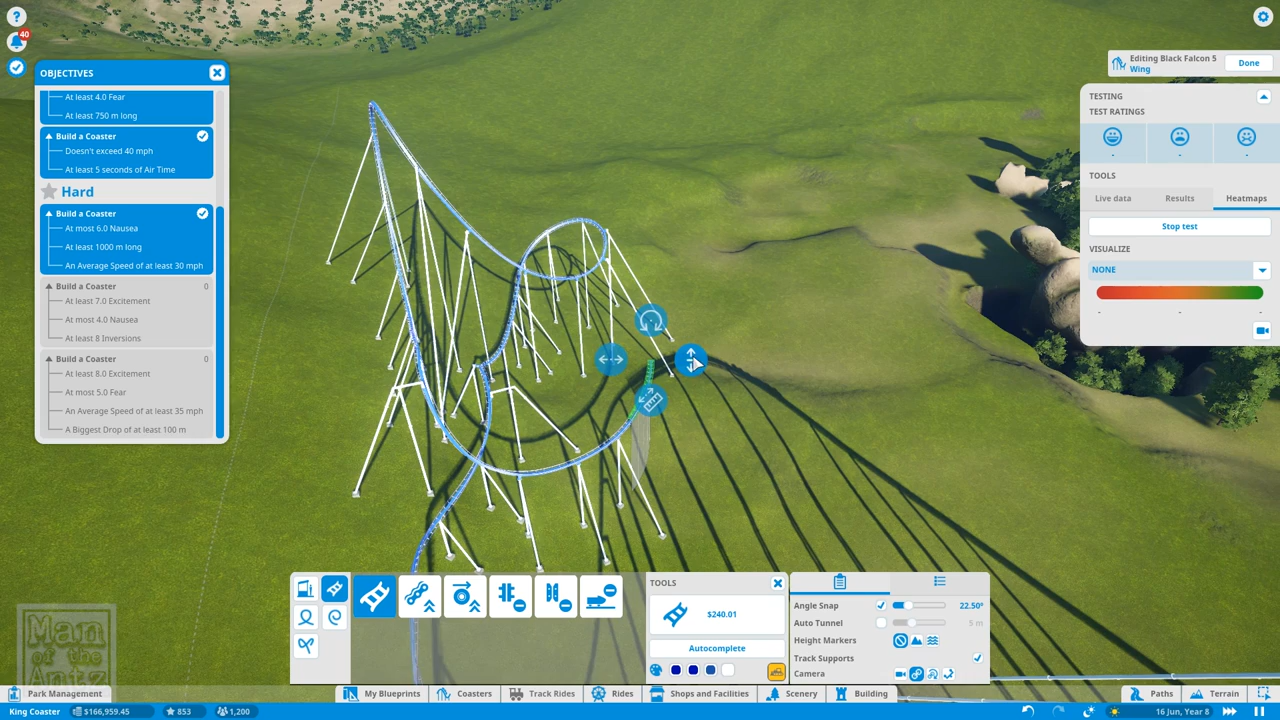 ?
40
OBJECTIVES
At least 4.0 Fear
At least 750 m long
Build a Coaster
Doesn't exceed 40 mph
At least 5 seconds of Air Time
Hard
Build a Coaster
At most 6.0 Nausea
At least 1000 m long
An Average Speed of at least 30 mph
Build a Coaster 0
At least 7.0 Excitement
At most 4.0 Nausea
At least 8 Inversions
Build a Coaster 0
At least 8.0 Excitement
At most 5.0 Fear
An Average Speed of at least 35 mph
A Biggest Drop of at least 100 m
Editing Black Falcon 5
Wing
Done
TESTING
TEST RATINGS
- - -
TOOLS
Live data Results Heatmaps
Stop test
VISUALIZE
NONE
- - -
Man
of the
Antz
TOOLS
$240.01
Autocomplete
Angle Snap 22.50°
Auto Tunnel 5 m
Height Markers
Track Supports
Camera
Park Management
My Blueprints Coasters Track Rides Rides Shops and Facilities Scenery Building
Paths Terrain
King Coaster $166,959.45 853 1,200
16 Jun, Year 8